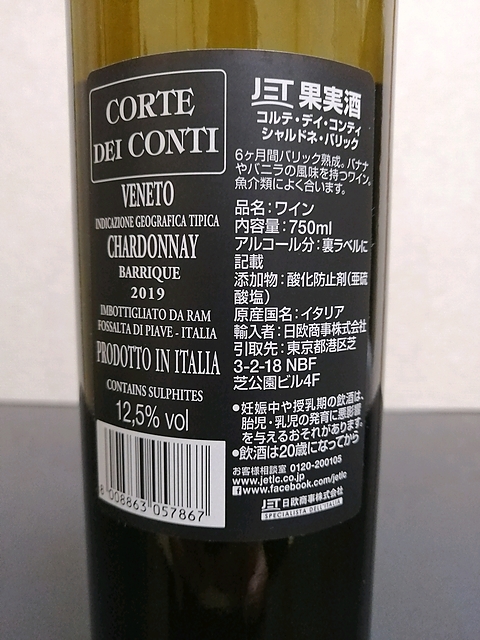 CORTE
DEI CONTI
VENETO
INDICAZIONE GEOGRAFICA TIPICA
CHARDONNAY
BARRIQUE
2019
IMBOTTIGLIATO DA RAM
FOSSALTA DI PIAVE - ITALIA
PRODOTTO IN ITALIA
CONTAINS SULPHITES
12,5% vol
8 008863 057867
JET 果実酒
コルテ・デイ・コンティ
シャルドネ・バリック
6ヶ月間バリック熟成。バナナ
やバニラの風味を持つワイン。
魚介類によく合います。
品名：ワイン
内容量：750ml
アルコール分：裏ラベルに
記載
添加物：酸化防止剤（亜硫
酸塩）
原産国名：イタリア
輸入者：日欧商事株式会社
引取先：東京都港区芝
3-2-18 NBF
芝公園ビル4F
●妊娠中や授乳期の飲酒は、
胎児・乳児の発育に悪影響
を与えるおそれがあります。
●飲酒は20歳になってから
お客様相談室 0120-200105
www.jetlc.co.jp
www.facebook.com/jetlc
JET 日欧商事株式会社
SPECIALISTA DELL'ITALIA